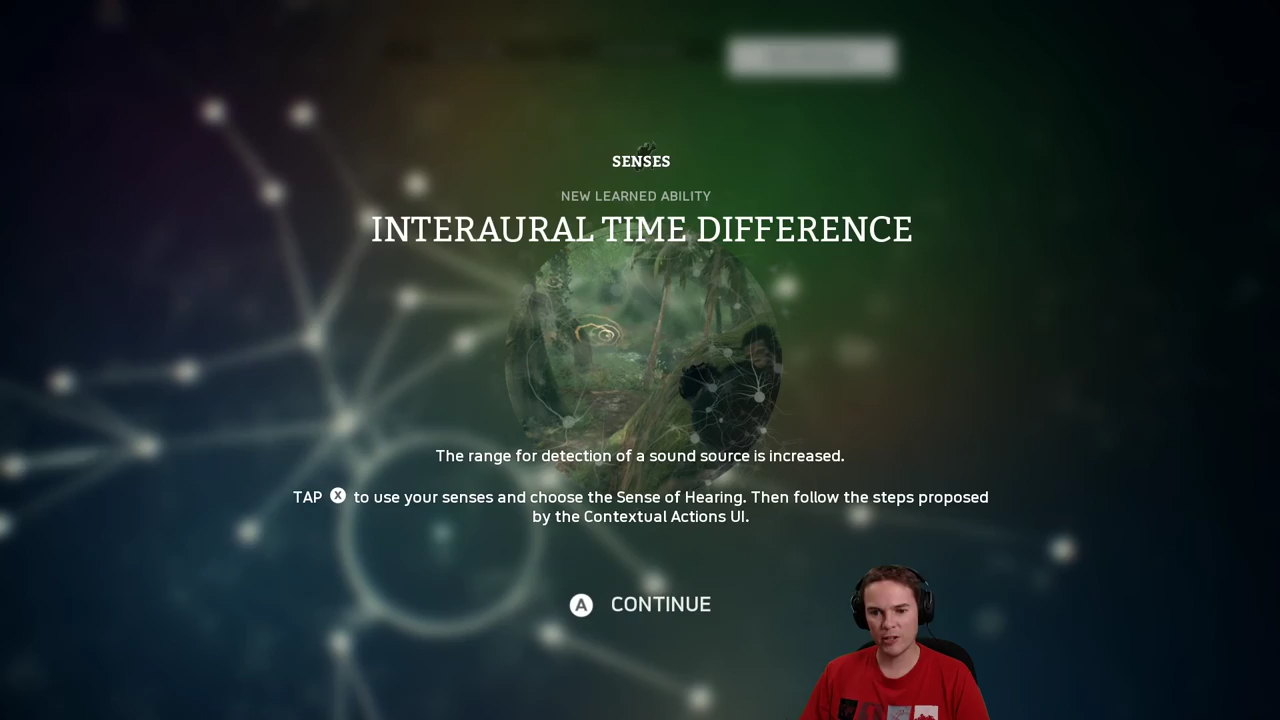 SENSES
NEW LEARNED ABILITY
INTERAURAL TIME DIFFERENCE
The range for detection of a sound source is increased.
TAP X to use your senses and choose the Sense of Hearing. Then follow the steps proposed
by the Contextual Actions UI.
A CONTINUE